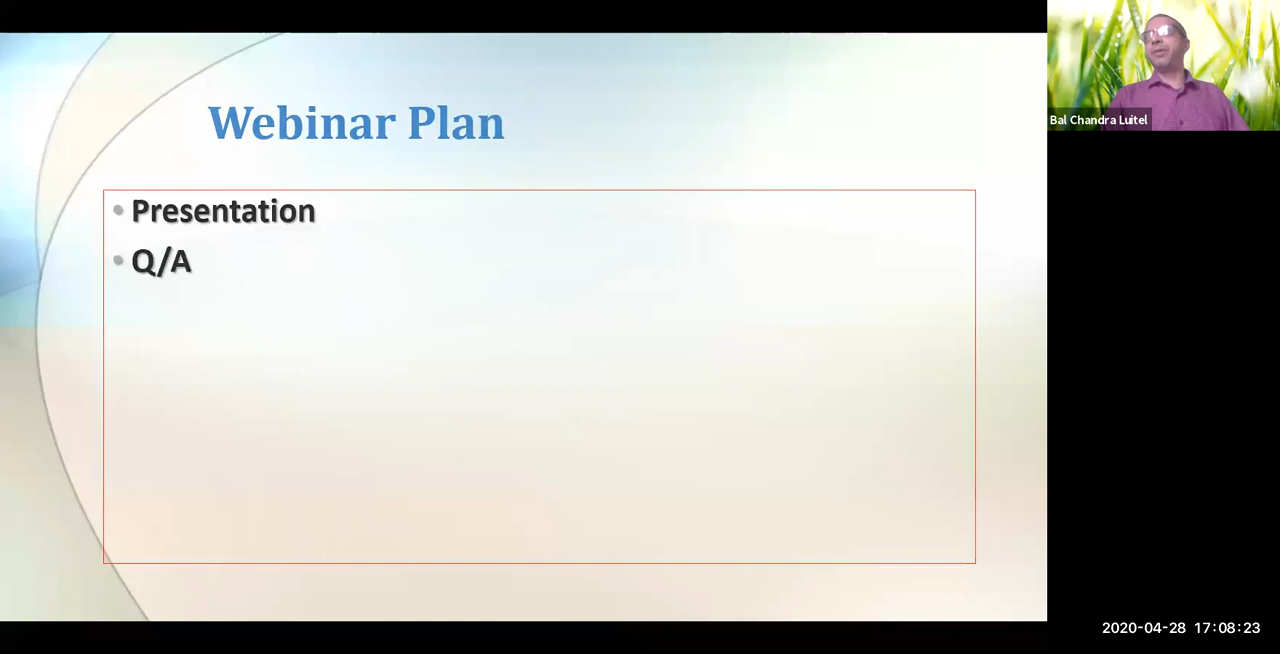 Webinar Plan
• Presentation
• Q/A
Bal Chandra Luitel
2020-04-28 17:08:23